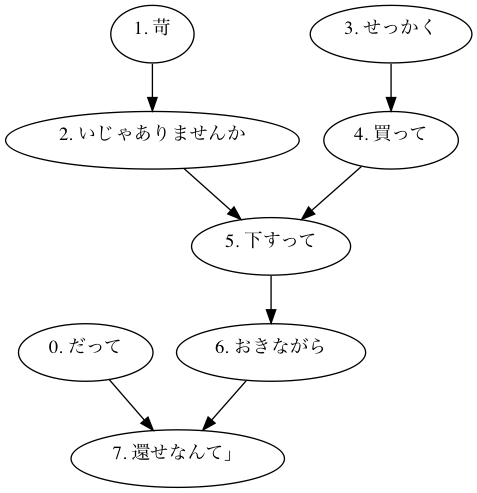 1. 苛
3. せっかく
2. いじゃありませんか
4. 買って
5. 下すって
0. だって
6. おきながら
7. 還せなんて」